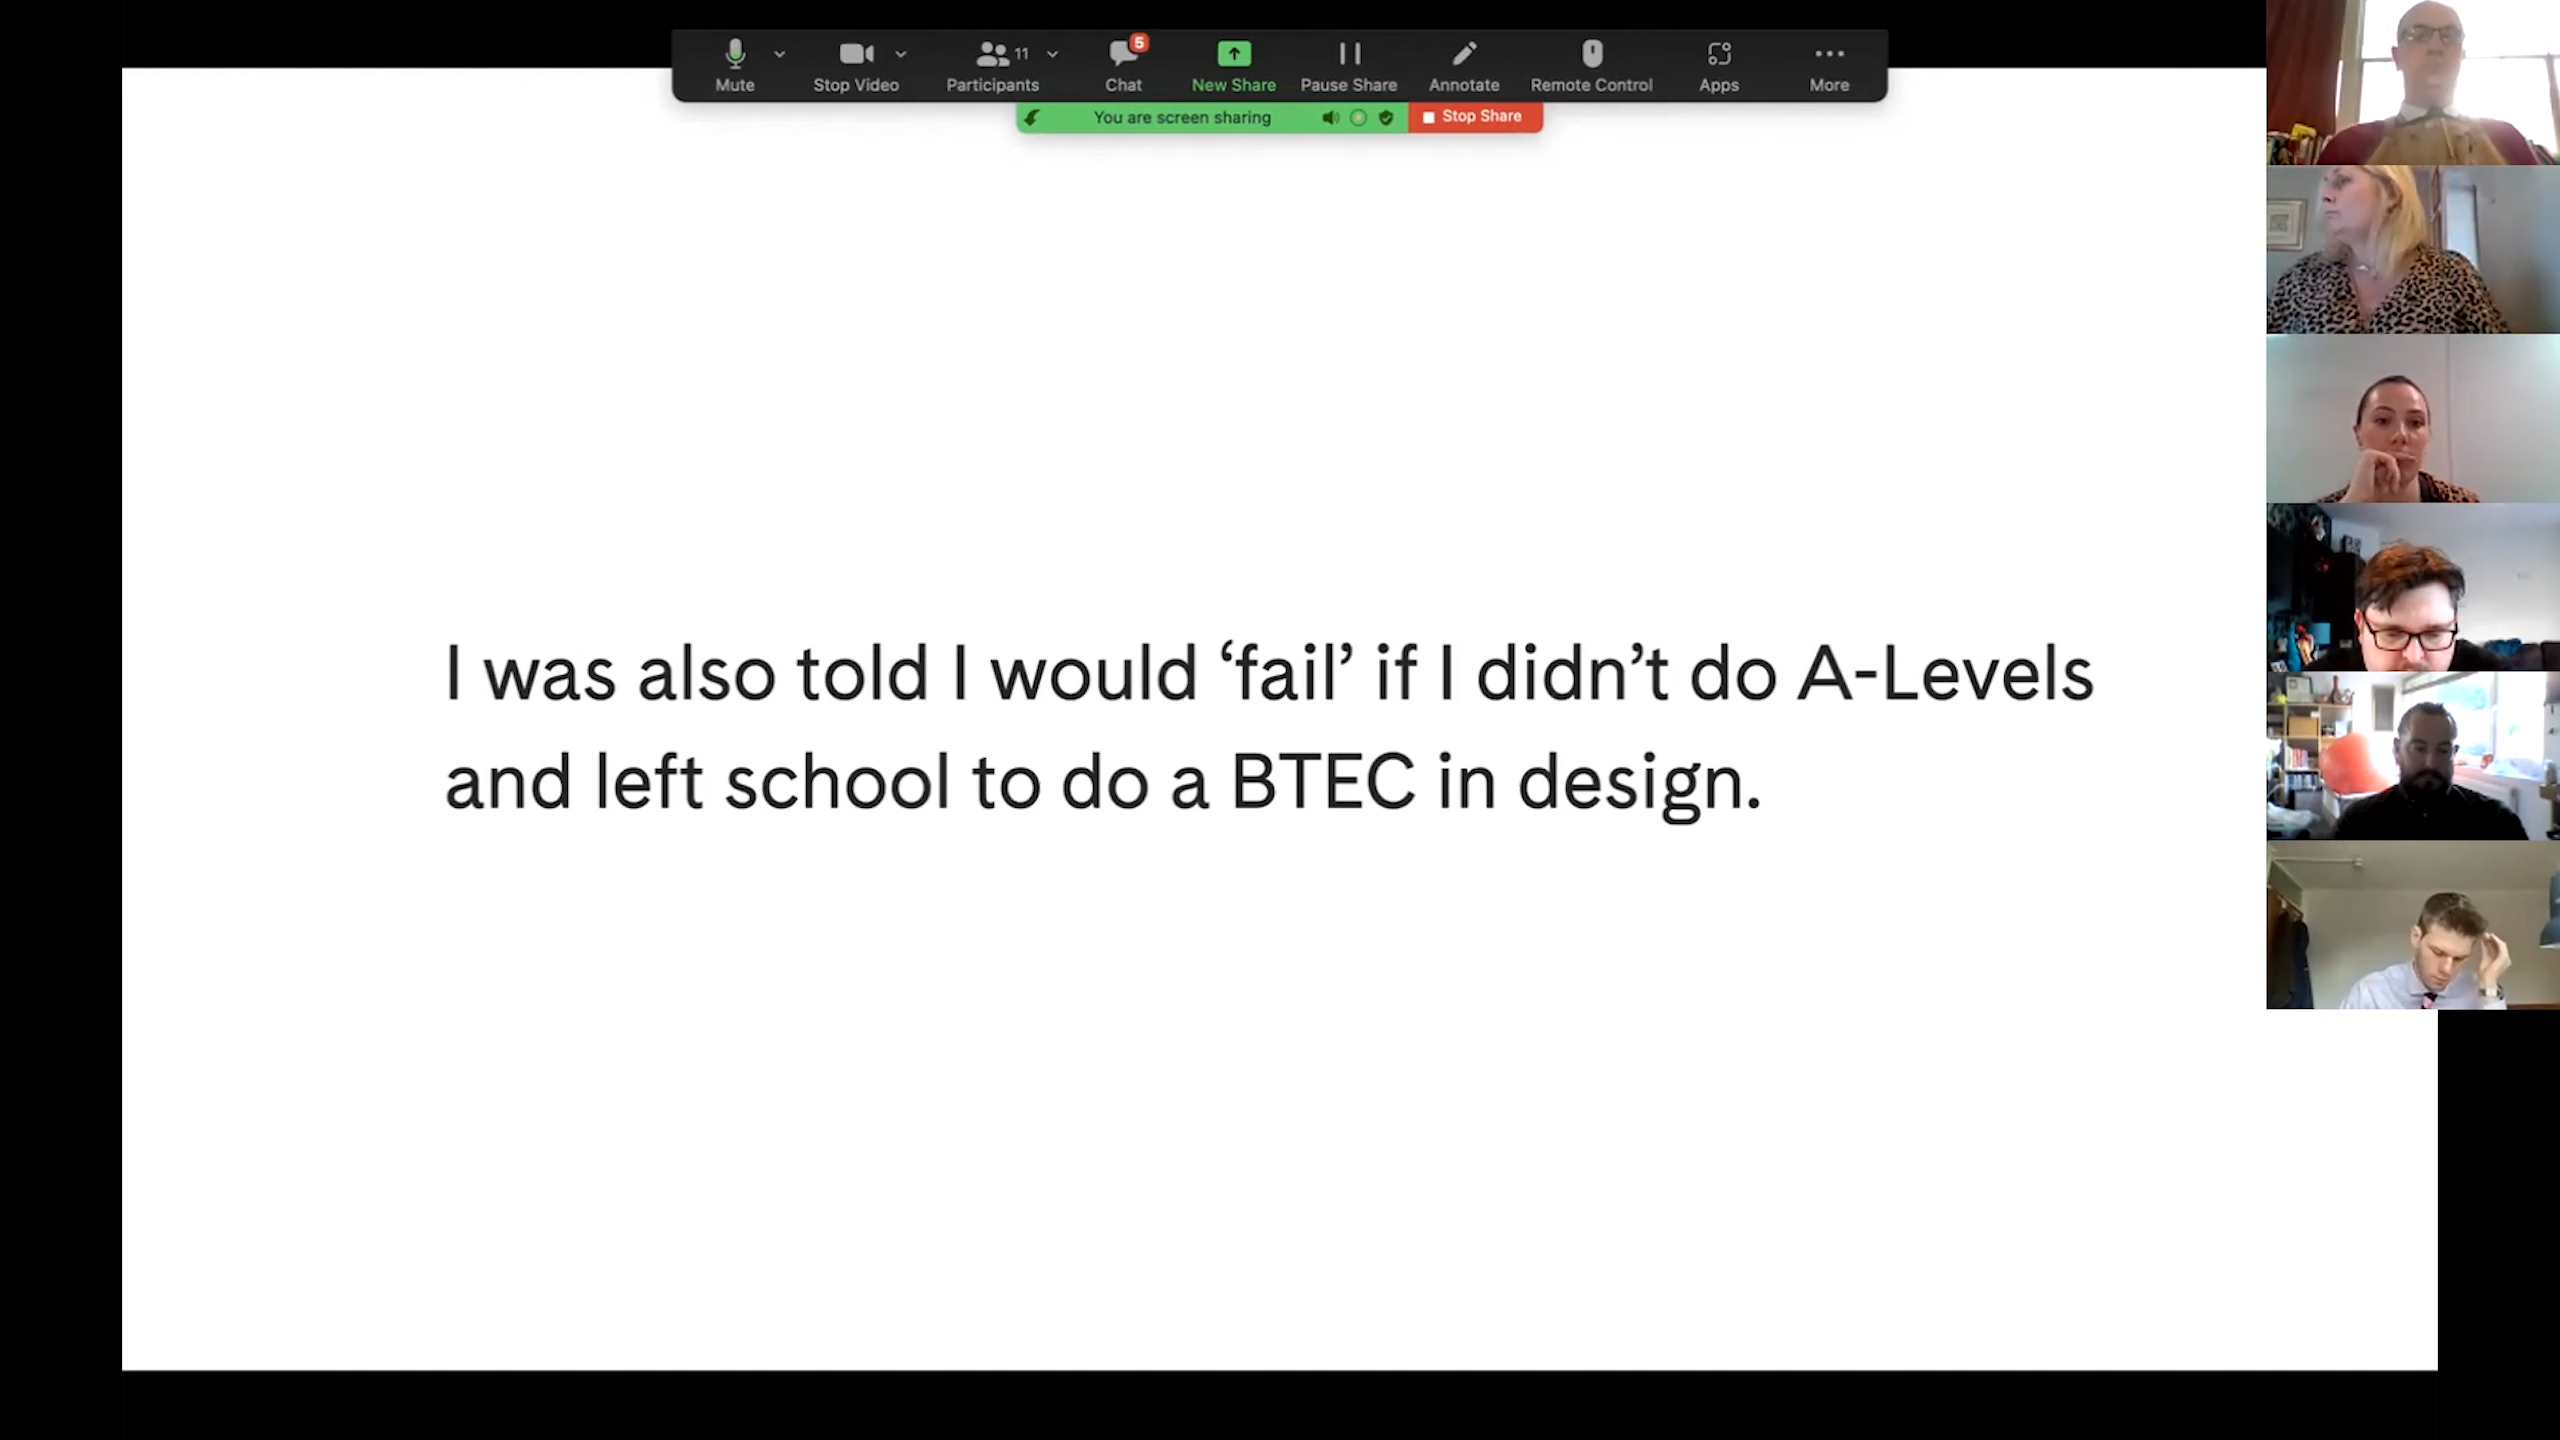 5
11
Mute
Stop Video
Participants
Chat
New Share
Pause Share
Annotate
Remote Control
Apps
More
You are screen sharing
Stop Share
I was also told I would ‘fail’ if I didn’t do A-Levels
and left school to do a BTEC in design.